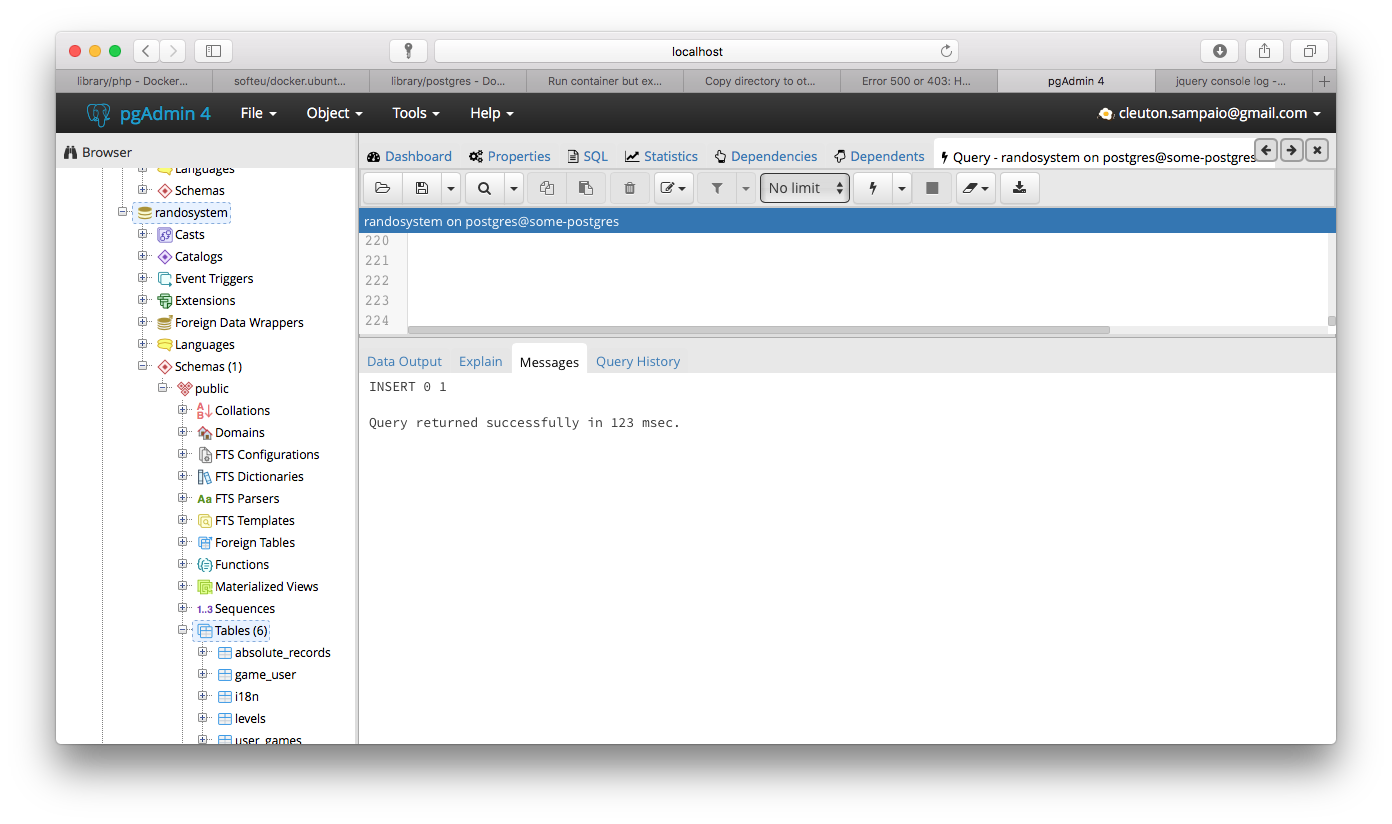 localhost
library/php - Docker...
softeu/docker.ubunt...
library/postgres - Do...
Run container but ex...
Copy directory to ot...
Error 500 or 403: H...
pgAdmin 4
jquery console log -...
pgAdmin 4
File
Object
Tools
Help
cleuton.sampaio@gmail.com
Browser
Languages
Schemas
randosystem
Casts
Catalogs
Event Triggers
Extensions
Foreign Data Wrappers
Languages
Schemas (1)
public
Collations
Domains
FTS Configurations
FTS Dictionaries
Aa FTS Parsers
FTS Templates
Foreign Tables
Functions
Materialized Views
1..3 Sequences
Tables (6)
absolute_records
game_user
i18n
levels
user_games
Dashboard
Properties
SQL
Statistics
Dependencies
Dependents
Query - randosystem on postgres@some-postgres
No limit
randosystem on postgres@some-postgres
220
221
222
223
224
Data Output
Explain
Messages
Query History
INSERT 0 1
Query returned successfully in 123 msec.